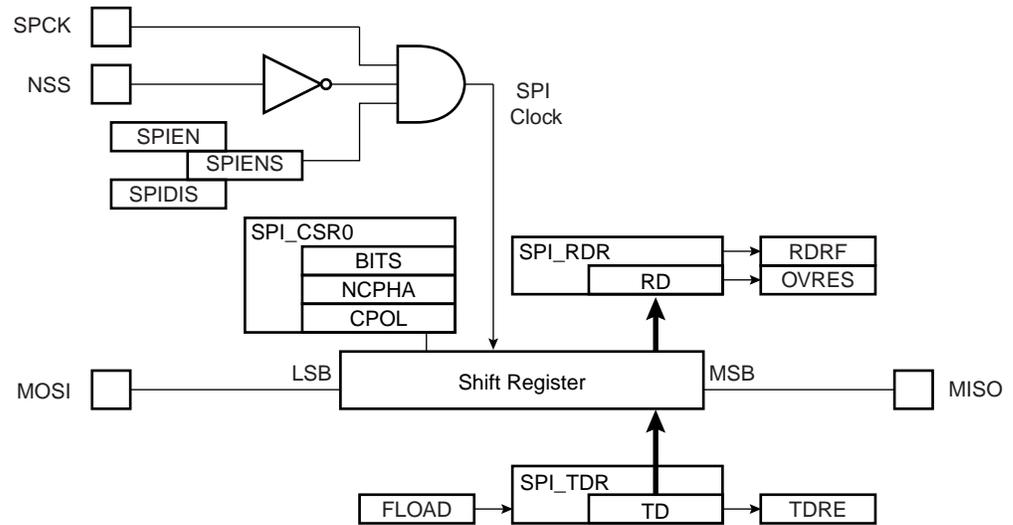 SPCK
NSS
SPI
Clock
SPIEN
SPIENS
SPIDIS
SPI_CSR0
BITS
NCPHA
CPOL
SPI_RDR
RD
RDRF
OVRES
MOSI
LSB
Shift Register
MSB
MISO
SPI_TDR
FLOAD
TD
TDRE